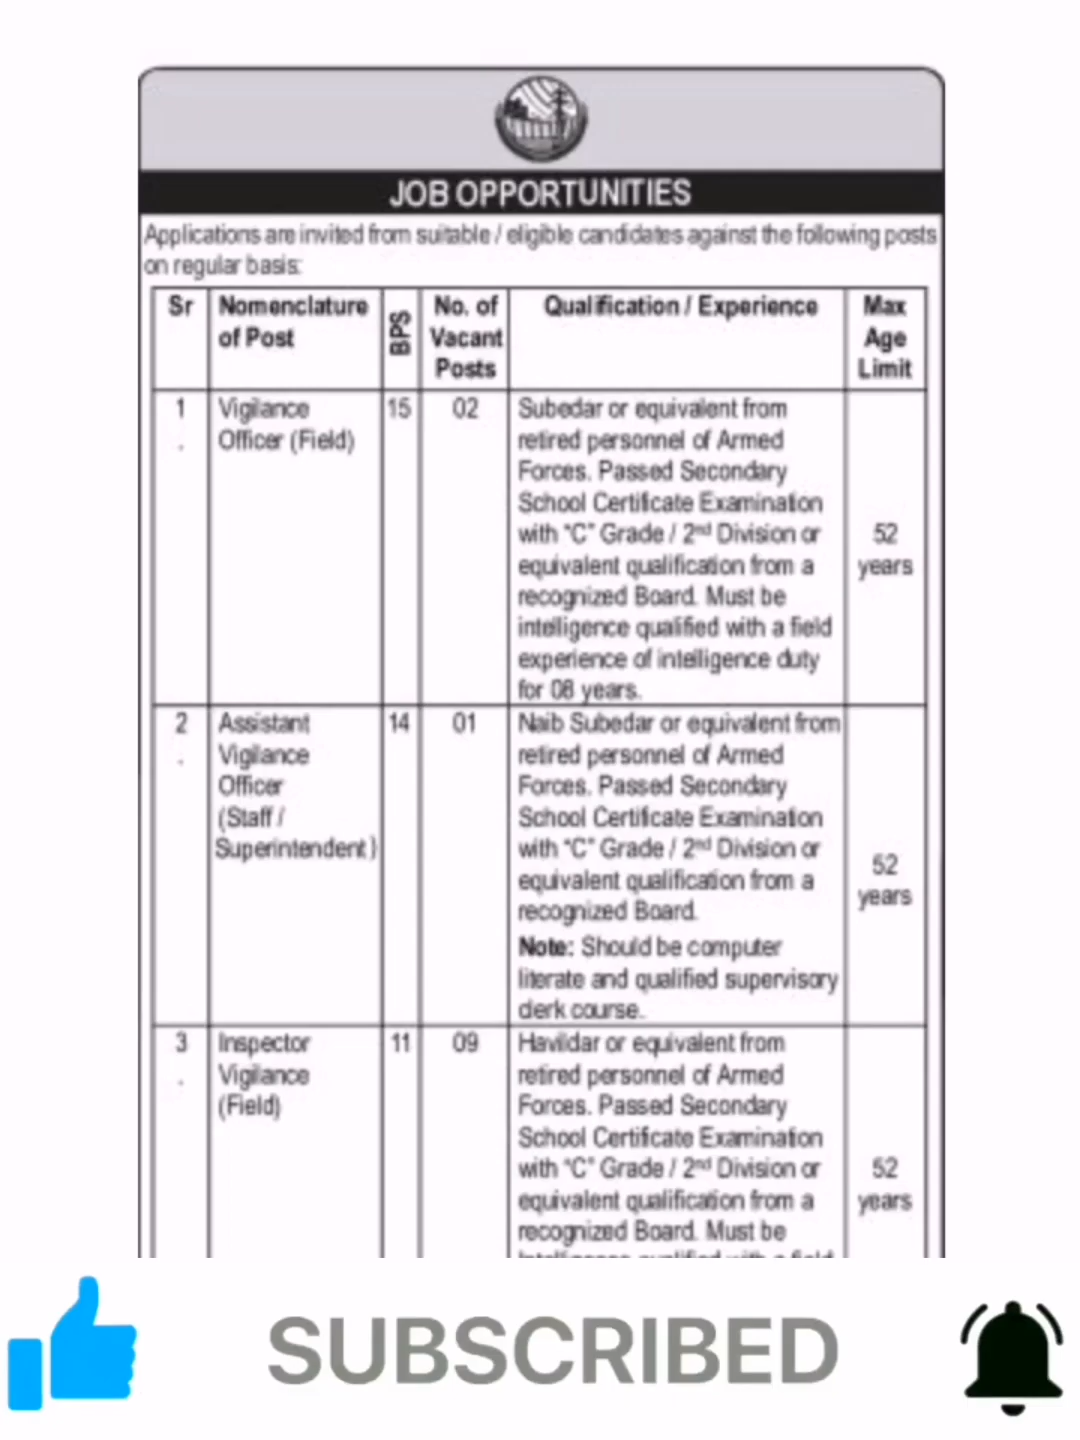 JOB OPPORTUNITIES
Applications are invited from suitable / eligible candidates against the following posts
on regular basis:
Sr
Nomenclature
of Post
BPS
No. of
Vacant
Posts
Qualification / Experience
Max
Age
Limit
1
.
Vigilance
Officer (Field)
15
02
Subedar or equivalent from
retired personnel of Armed
Forces. Passed Secondary
School Certificate Examination
with "C" Grade / 2nd Division or
equivalent qualification from a
recognized Board. Must be
intelligence qualified with a field
experience of intelligence duty
for 08 years.
52
years
2
.
Assistant
Vigilance
Officer
(Staff /
Superintendent)
14
01
Naib Subedar or equivalent from
retired personnel of Armed
Forces. Passed Secondary
School Certificate Examination
with "C" Grade / 2nd Division or
equivalent qualification from a
recognized Board.
Note: Should be computer
literate and qualified supervisory
clerk course.
52
years
3
.
Inspector
Vigilance
(Field)
11
09
Havildar or equivalent from
retired personnel of Armed
Forces. Passed Secondary
School Certificate Examination
with "C" Grade / 2nd Division or
equivalent qualification from a
recognized Board. Must be
intelligence qualified with a field
52
years
SUBSCRIBED